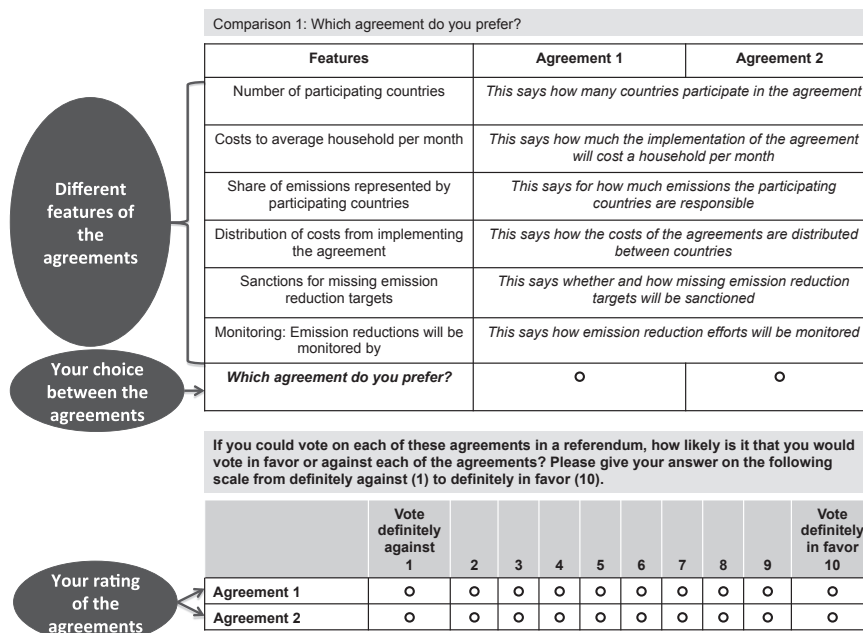 Comparison 1: Which agreement do you prefer?
Features Agreement 1 Agreement 2
Number of participating countries This says how many countries participate in the agreement
Costs to average household per month This says how much the implementation of the agreement
will cost a household per month
Share of emissions represented by
participating countries
This says for how much emissions the participating
countries are responsible
Distribution of costs from implementing
the agreement
This says how the costs of the agreements are distributed
between countries
Sanctions for missing emission
reduction targets
This says whether and how missing emission reduction
targets will be sanctioned
Monitoring: Emission reductions will be
monitored by
This says how emission reduction efforts will be monitored
Different
features of
the
agreements
Your choice
between the
agreements
Which agreement do you prefer?
If you could vote on each of these agreements in a referendum, how likely is it that you would
vote in favor or against each of the agreements? Please give your answer on the following
scale from definitely against (1) to definitely in favor (10).
Vote
definitely
against
1 2 3 4 5 6 7 8 9
Vote
definitely
in favor
10
Your rating
of the
agreements
Agreement 1
Agreement 2